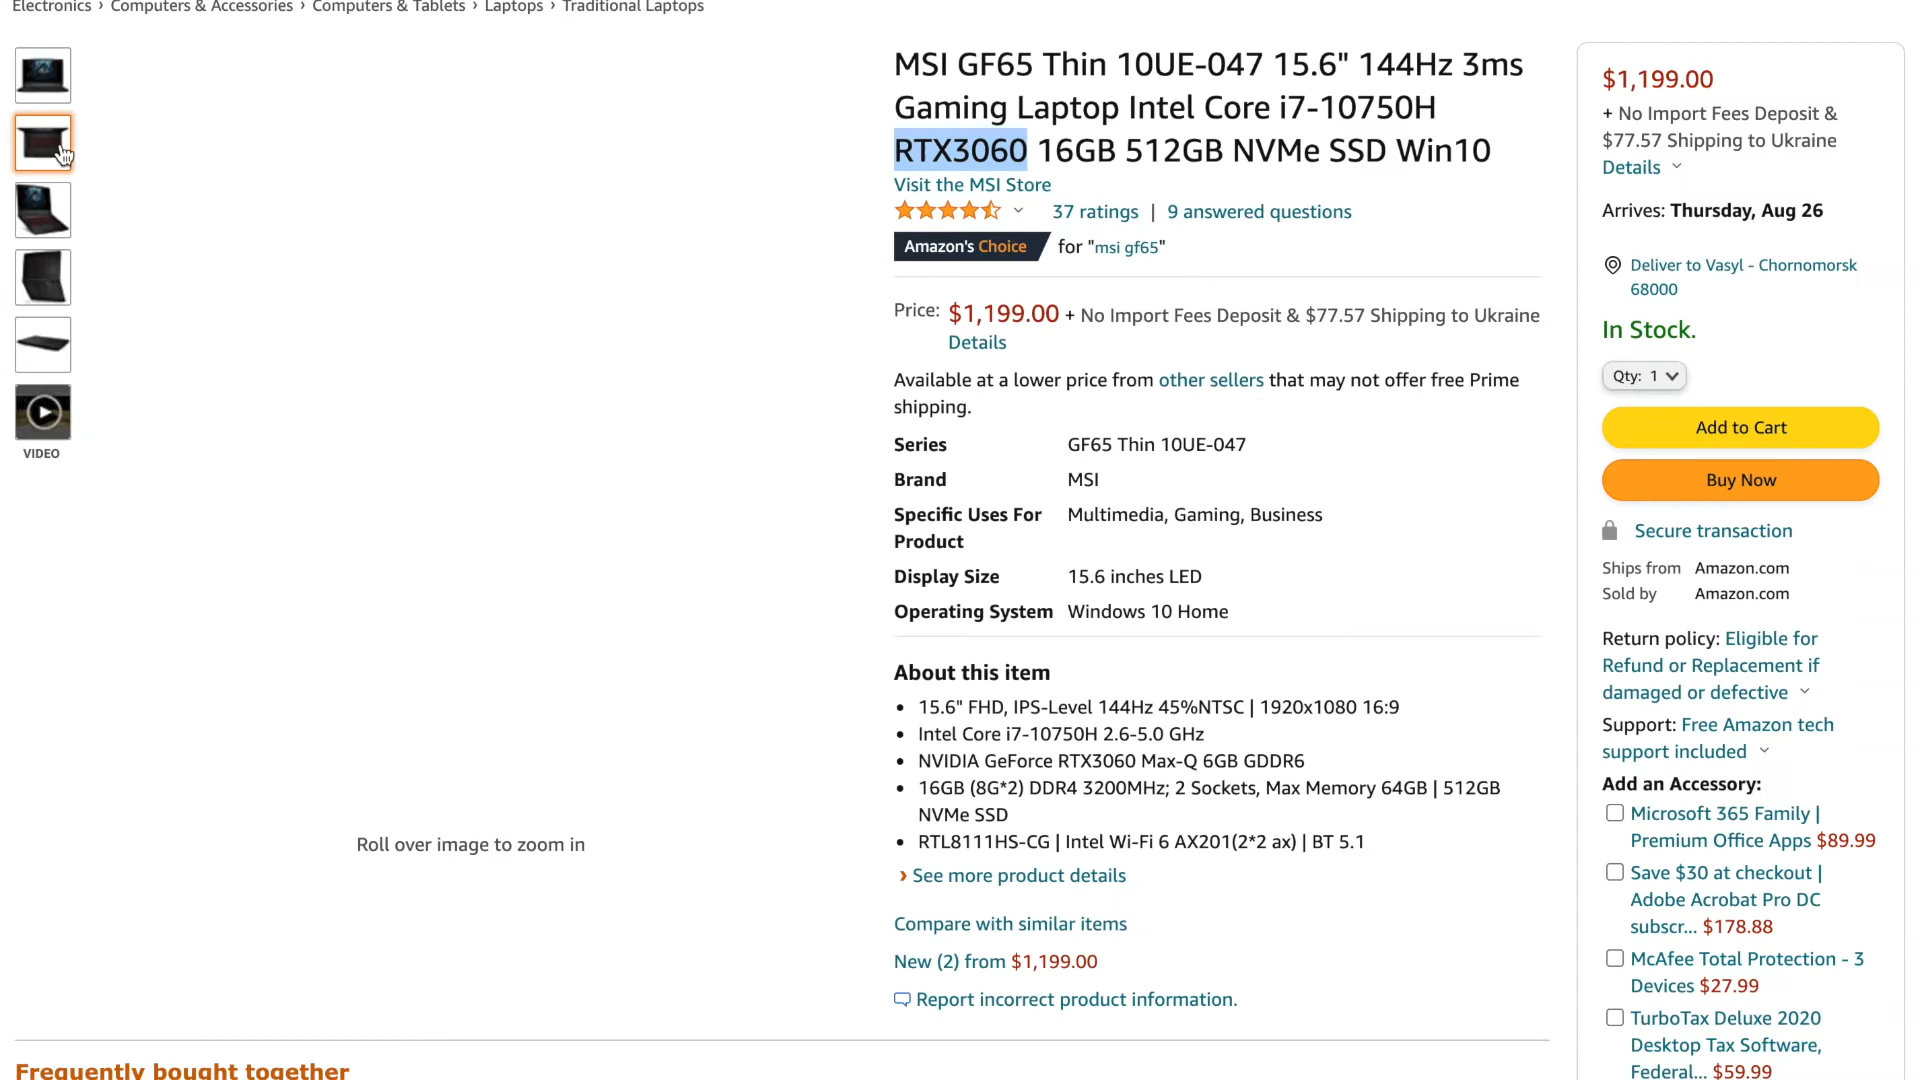 Electronics › Computers & Accessories › Computers & Tablets › Laptops › Traditional Laptops
VIDEO
Roll over image to zoom in
MSI GF65 Thin 10UE-047 15.6" 144Hz 3ms
Gaming Laptop Intel Core i7-10750H
RTX3060 16GB 512GB NVMe SSD Win10
Visit the MSI Store
37 ratings | 9 answered questions
Amazon's Choice for "msi gf65"
Price: $1,199.00 + No Import Fees Deposit & $77.57 Shipping to Ukraine
Details
Available at a lower price from other sellers that may not offer free Prime
shipping.
Series GF65 Thin 10UE-047
Brand MSI
Specific Uses For Multimedia, Gaming, Business
Product
Display Size 15.6 inches LED
Operating System Windows 10 Home
About this item
• 15.6" FHD, IPS-Level 144Hz 45%NTSC | 1920x1080 16:9
• Intel Core i7-10750H 2.6-5.0 GHz
• NVIDIA GeForce RTX3060 Max-Q 6GB GDDR6
• 16GB (8G*2) DDR4 3200MHz; 2 Sockets, Max Memory 64GB | 512GB
NVMe SSD
• RTL8111HS-CG | Intel Wi-Fi 6 AX201(2*2 ax) | BT 5.1
› See more product details
Compare with similar items
New (2) from $1,199.00
Report incorrect product information.
$1,199.00
+ No Import Fees Deposit &
$77.57 Shipping to Ukraine
Details
Arrives: Thursday, Aug 26
Deliver to Vasyl - Chornomorsk
68000
In Stock.
Qty: 1
Add to Cart
Buy Now
Secure transaction
Ships from Amazon.com
Sold by Amazon.com
Return policy: Eligible for
Refund or Replacement if
damaged or defective
Support: Free Amazon tech
support included
Add an Accessory:
Microsoft 365 Family |
Premium Office Apps $89.99
Save $30 at checkout |
Adobe Acrobat Pro DC
subscr... $178.88
McAfee Total Protection - 3
Devices $27.99
TurboTax Deluxe 2020
Desktop Tax Software,
Federal... $59.99
Frequently bought together